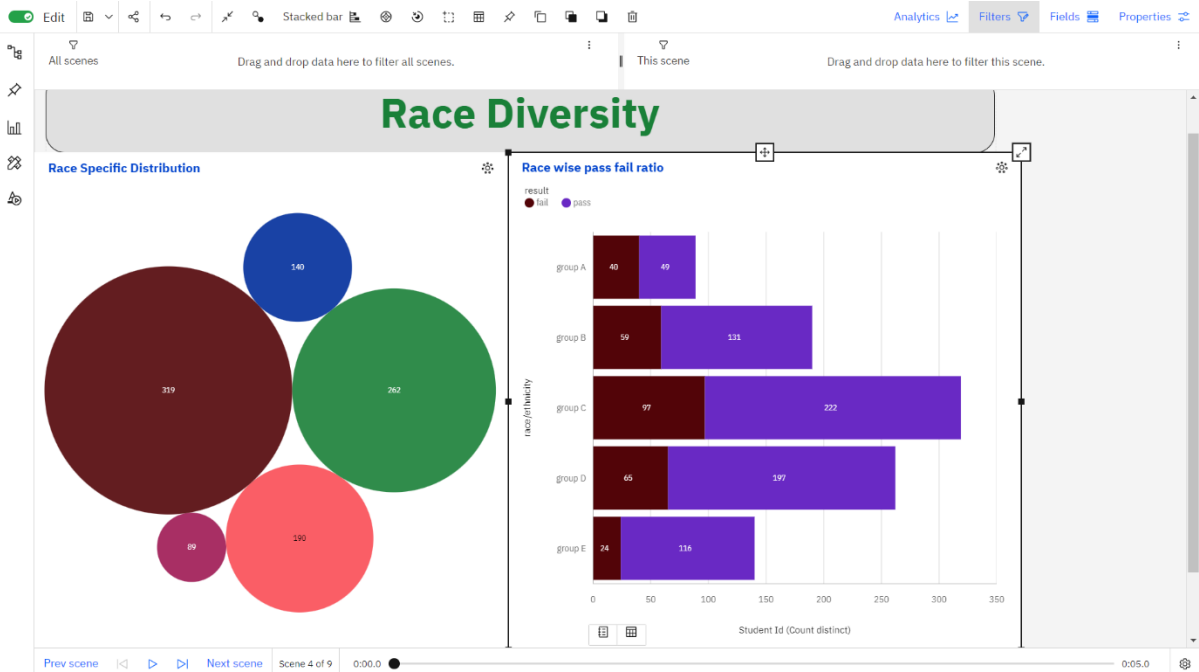 Edit
Stacked bar
Analytics
Filters
Fields
Properties
All scenes
Drag and drop data here to filter all scenes.
This scene
Drag and drop data here to filter this scene.
Race Diversity
Race Specific Distribution
140
319
262
190
89
Race wise pass fail ratio
result
fail
pass
race/ethnicity
group A
40
49
group B
59
131
group C
97
222
group D
65
197
group E
24
116
0
50
100
150
200
250
300
350
Student Id (Count distinct)
Prev scene
Next scene
Scene 4 of 9
0:00.0
0:05.0